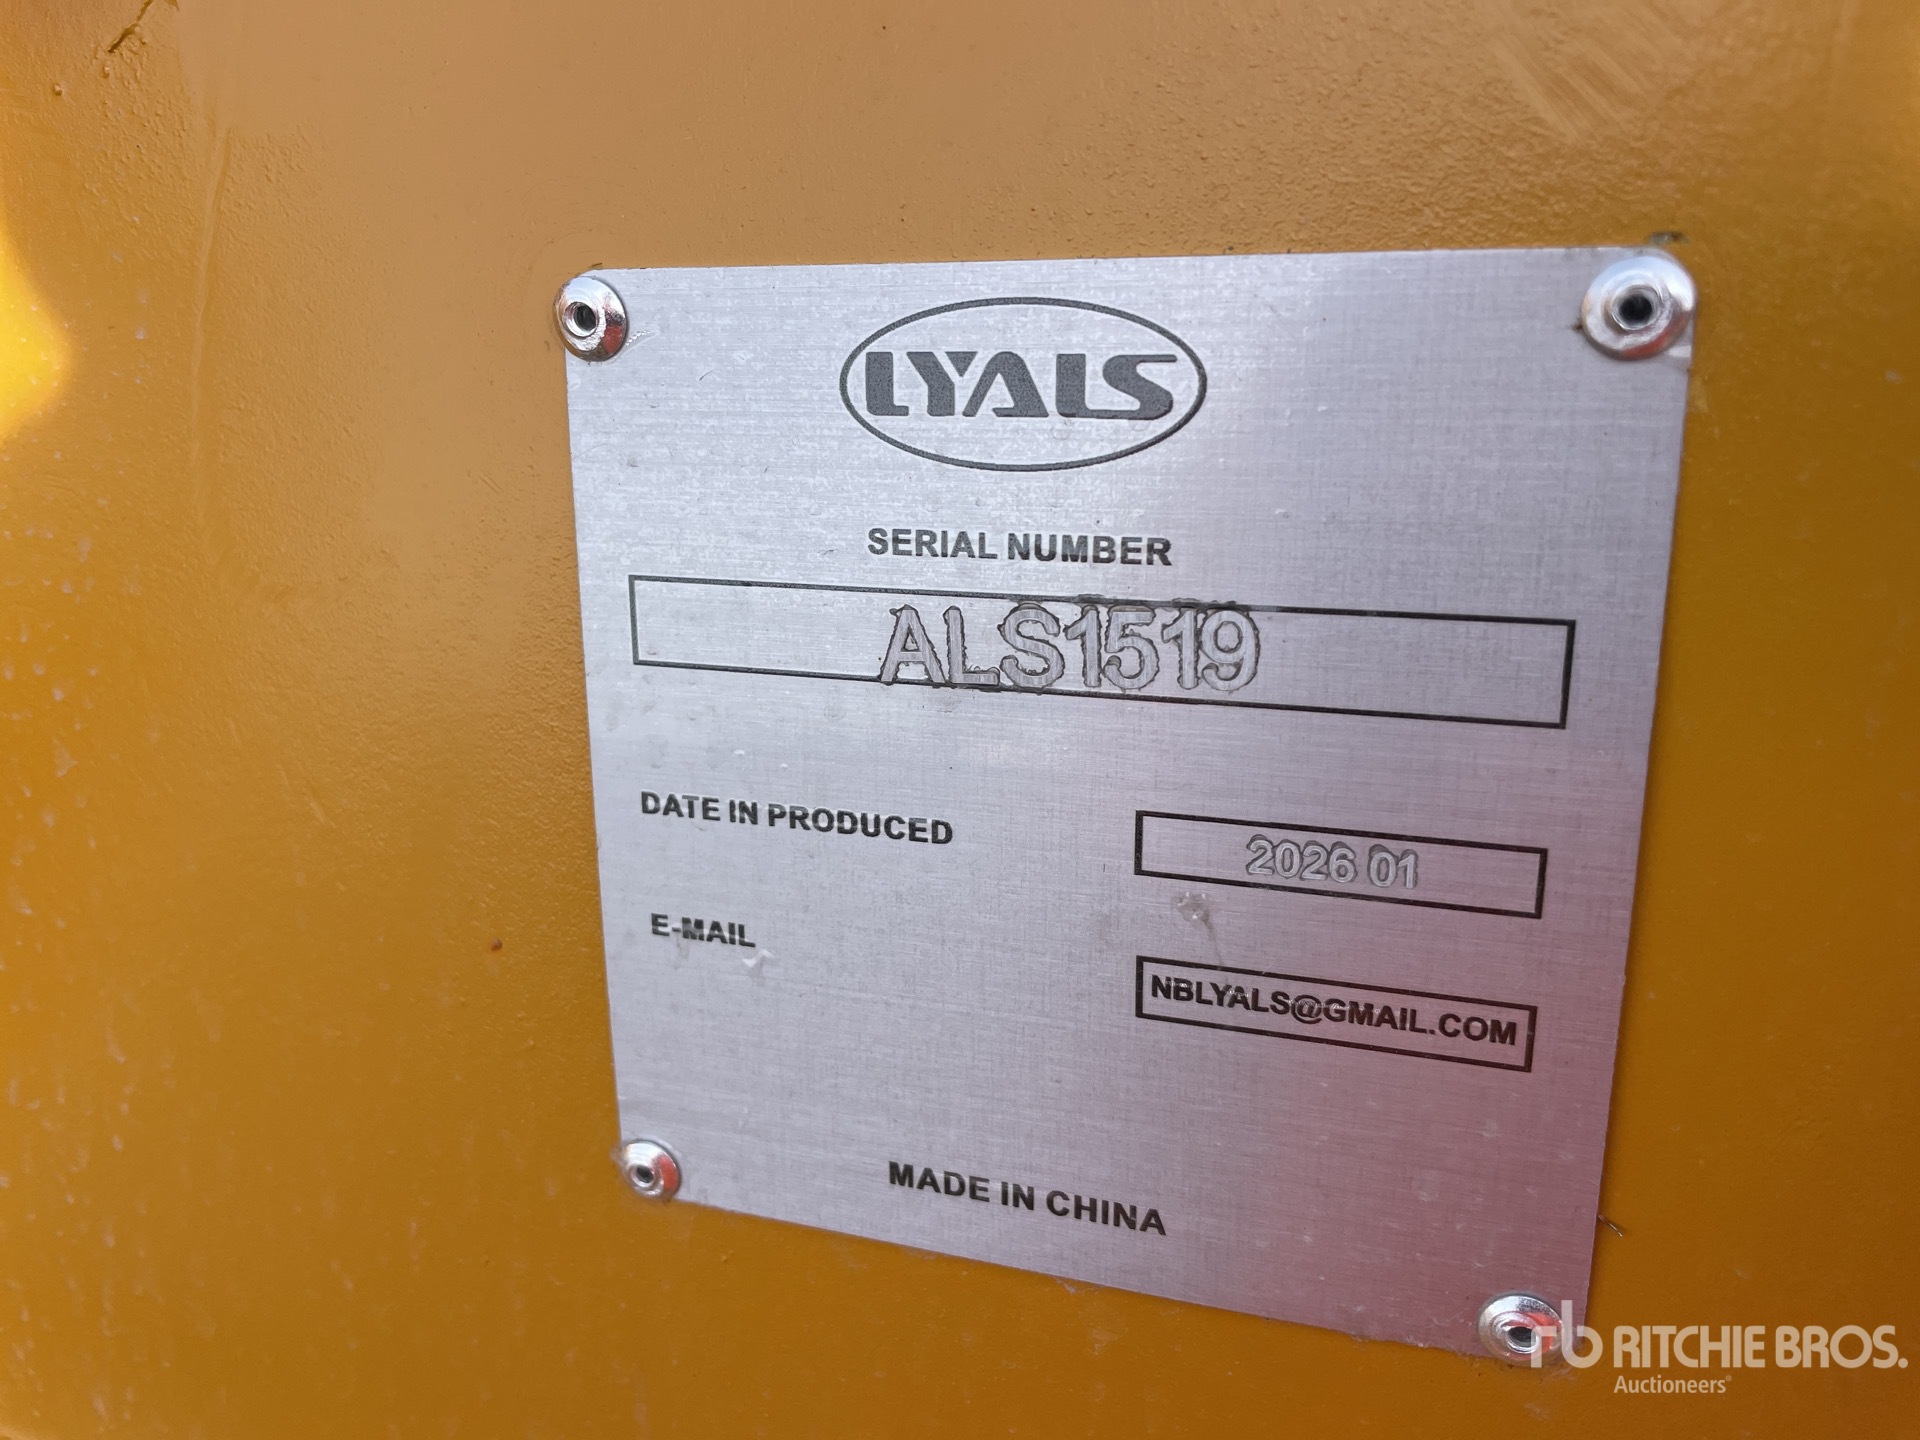 LYALS
SERIAL NUMBER
ALS1519
DATE IN PRODUCED
2026 01
E-MAIL
NBLYALS@GMAIL.COM
MADE IN CHINA
rb RITCHIE BROS.
Auctioneers®